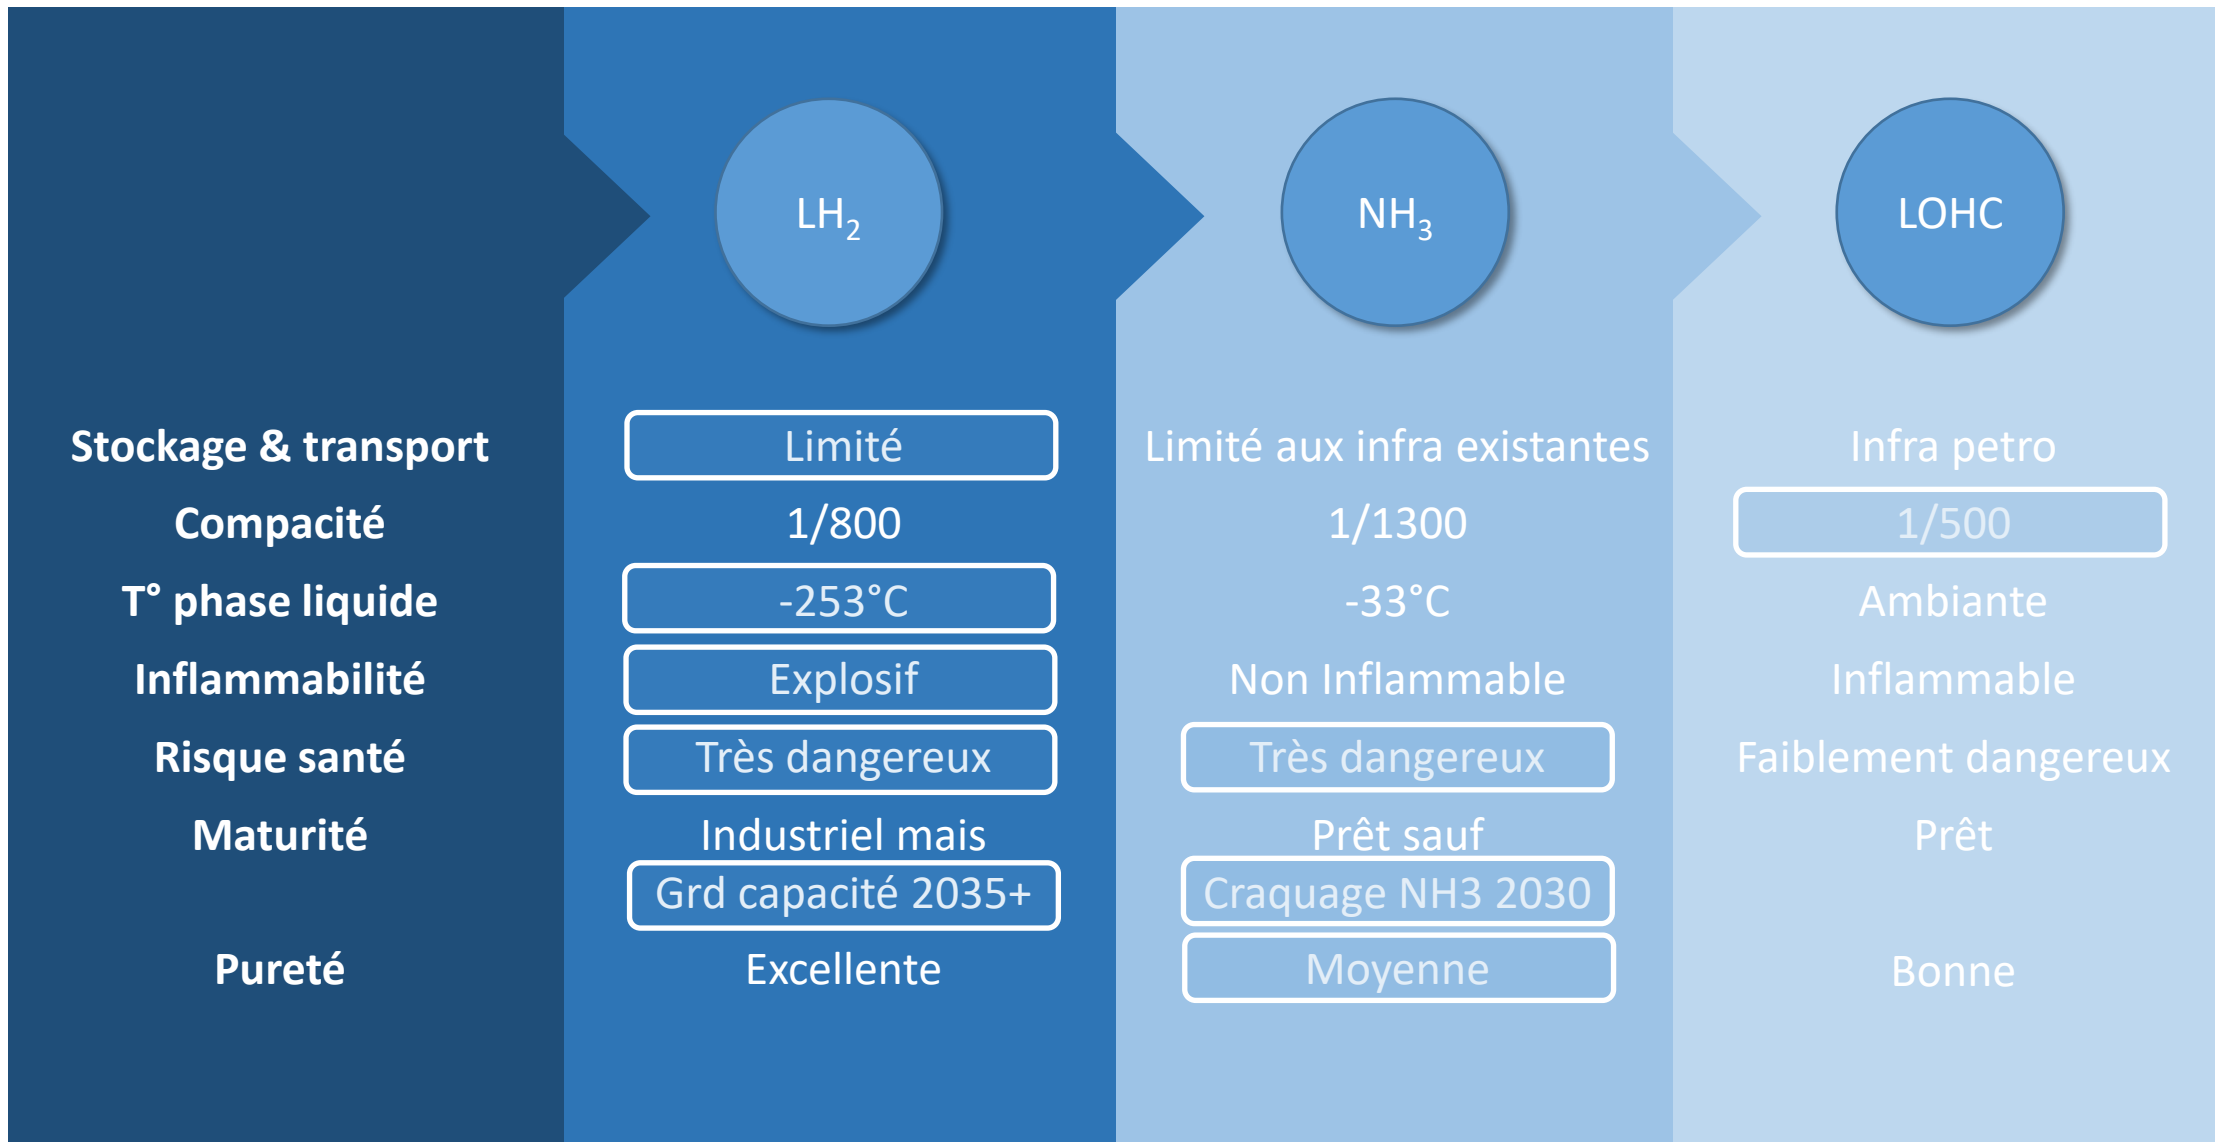 LH2
NH3
LOHC
Stockage & transport
Limité
Limité aux infra existantes
Infra petro
Compacité
1/800
1/1300
1/500
T° phase liquide
-253°C
-33°C
Ambiante
Inflammabilité
Explosif
Non Inflammable
Inflammable
Risque santé
Très dangereux
Très dangereux
Faiblement dangereux
Maturité
Industriel mais
Prêt sauf
Prêt
Grd capacité 2035+
Craquage NH3 2030
Pureté
Excellente
Moyenne
Bonne